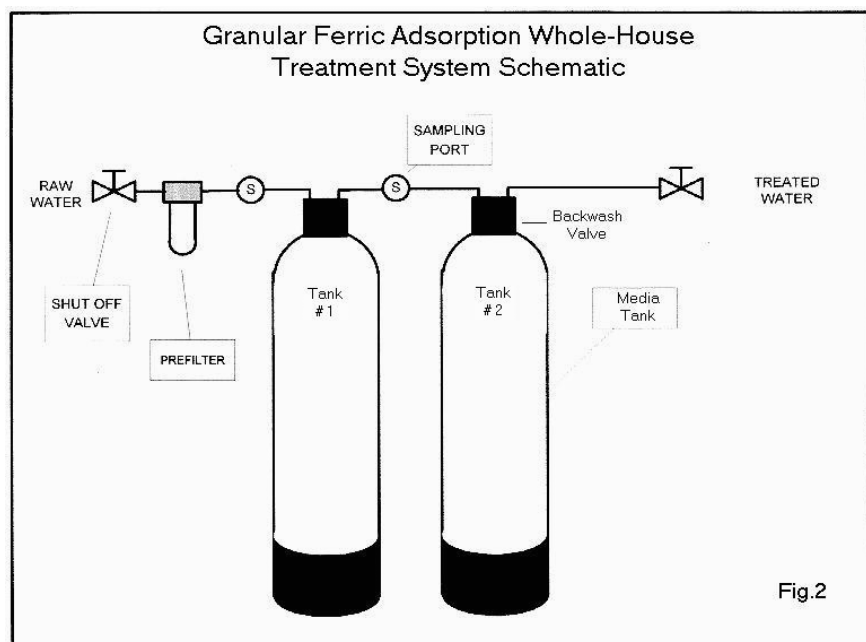 Granular Ferric Adsorption Whole-House
Treatment System Schematic
SAMPLING
PORT
RAW
WATER
S
S
TREATED
WATER
Backwash
Valve
SHUT OFF
VALVE
PREFILTER
Tank
#1
Tank
#2
Media
Tank
Fig.2